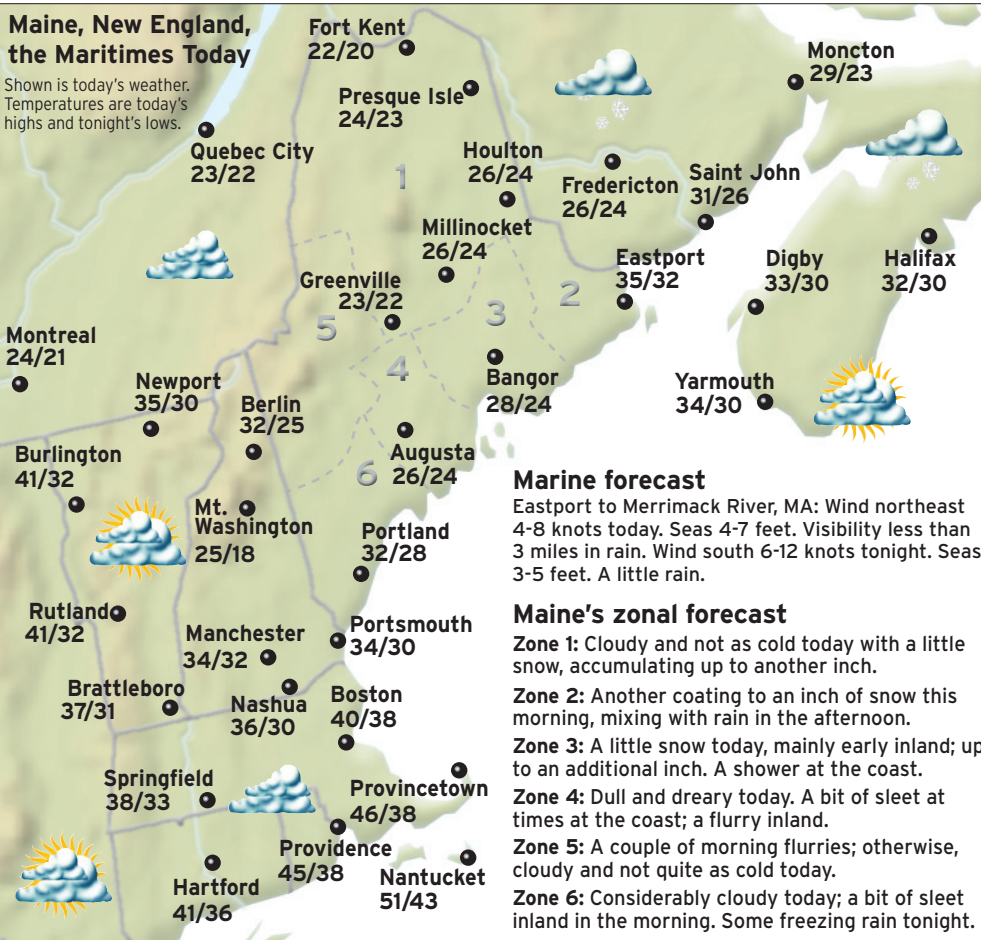 Maine, New England,
the Maritimes Today
Shown is today's weather.
Temperatures are today's
highs and tonight's lows.
Fort Kent
22/20
Moncton
29/23
Presque Isle
24/23
Quebec City
23/22
1
Houlton
26/24
Fredericton
26/24
Saint John
31/26
Millinocket
26/24
Greenville
23/22
Eastport
35/32
Digby
33/30
Halifax
32/30
2
3
5
4
Montreal
24/21
Newport
35/30
Berlin
32/25
Bangor
28/24
Yarmouth
34/30
Burlington
41/32
Augusta
26/24
6
Mt.
Washington
25/18
Portland
32/28
Rutland
41/32
Manchester
34/32
Portsmouth
34/30
Brattleboro
37/31
Nashua
36/30
Boston
40/38
Springfield
38/33
Provincetown
46/38
Providence
45/38
Hartford
41/36
Nantucket
51/43
Marine forecast
Eastport to Merrimack River, MA: Wind northeast
4-8 knots today. Seas 4-7 feet. Visibility less than
3 miles in rain. Wind south 6-12 knots tonight. Seas
3-5 feet. A little rain.
Maine's zonal forecast
Zone 1: Cloudy and not as cold today with a little
snow, accumulating up to another inch.
Zone 2: Another coating to an inch of snow this
morning, mixing with rain in the afternoon.
Zone 3: A little snow today, mainly early inland; up
to an additional inch. A shower at the coast.
Zone 4: Dull and dreary today. A bit of sleet at
times at the coast; a flurry inland.
Zone 5: A couple of morning flurries; otherwise,
cloudy and not quite as cold today.
Zone 6: Considerably cloudy today; a bit of sleet
inland in the morning. Some freezing rain tonight.